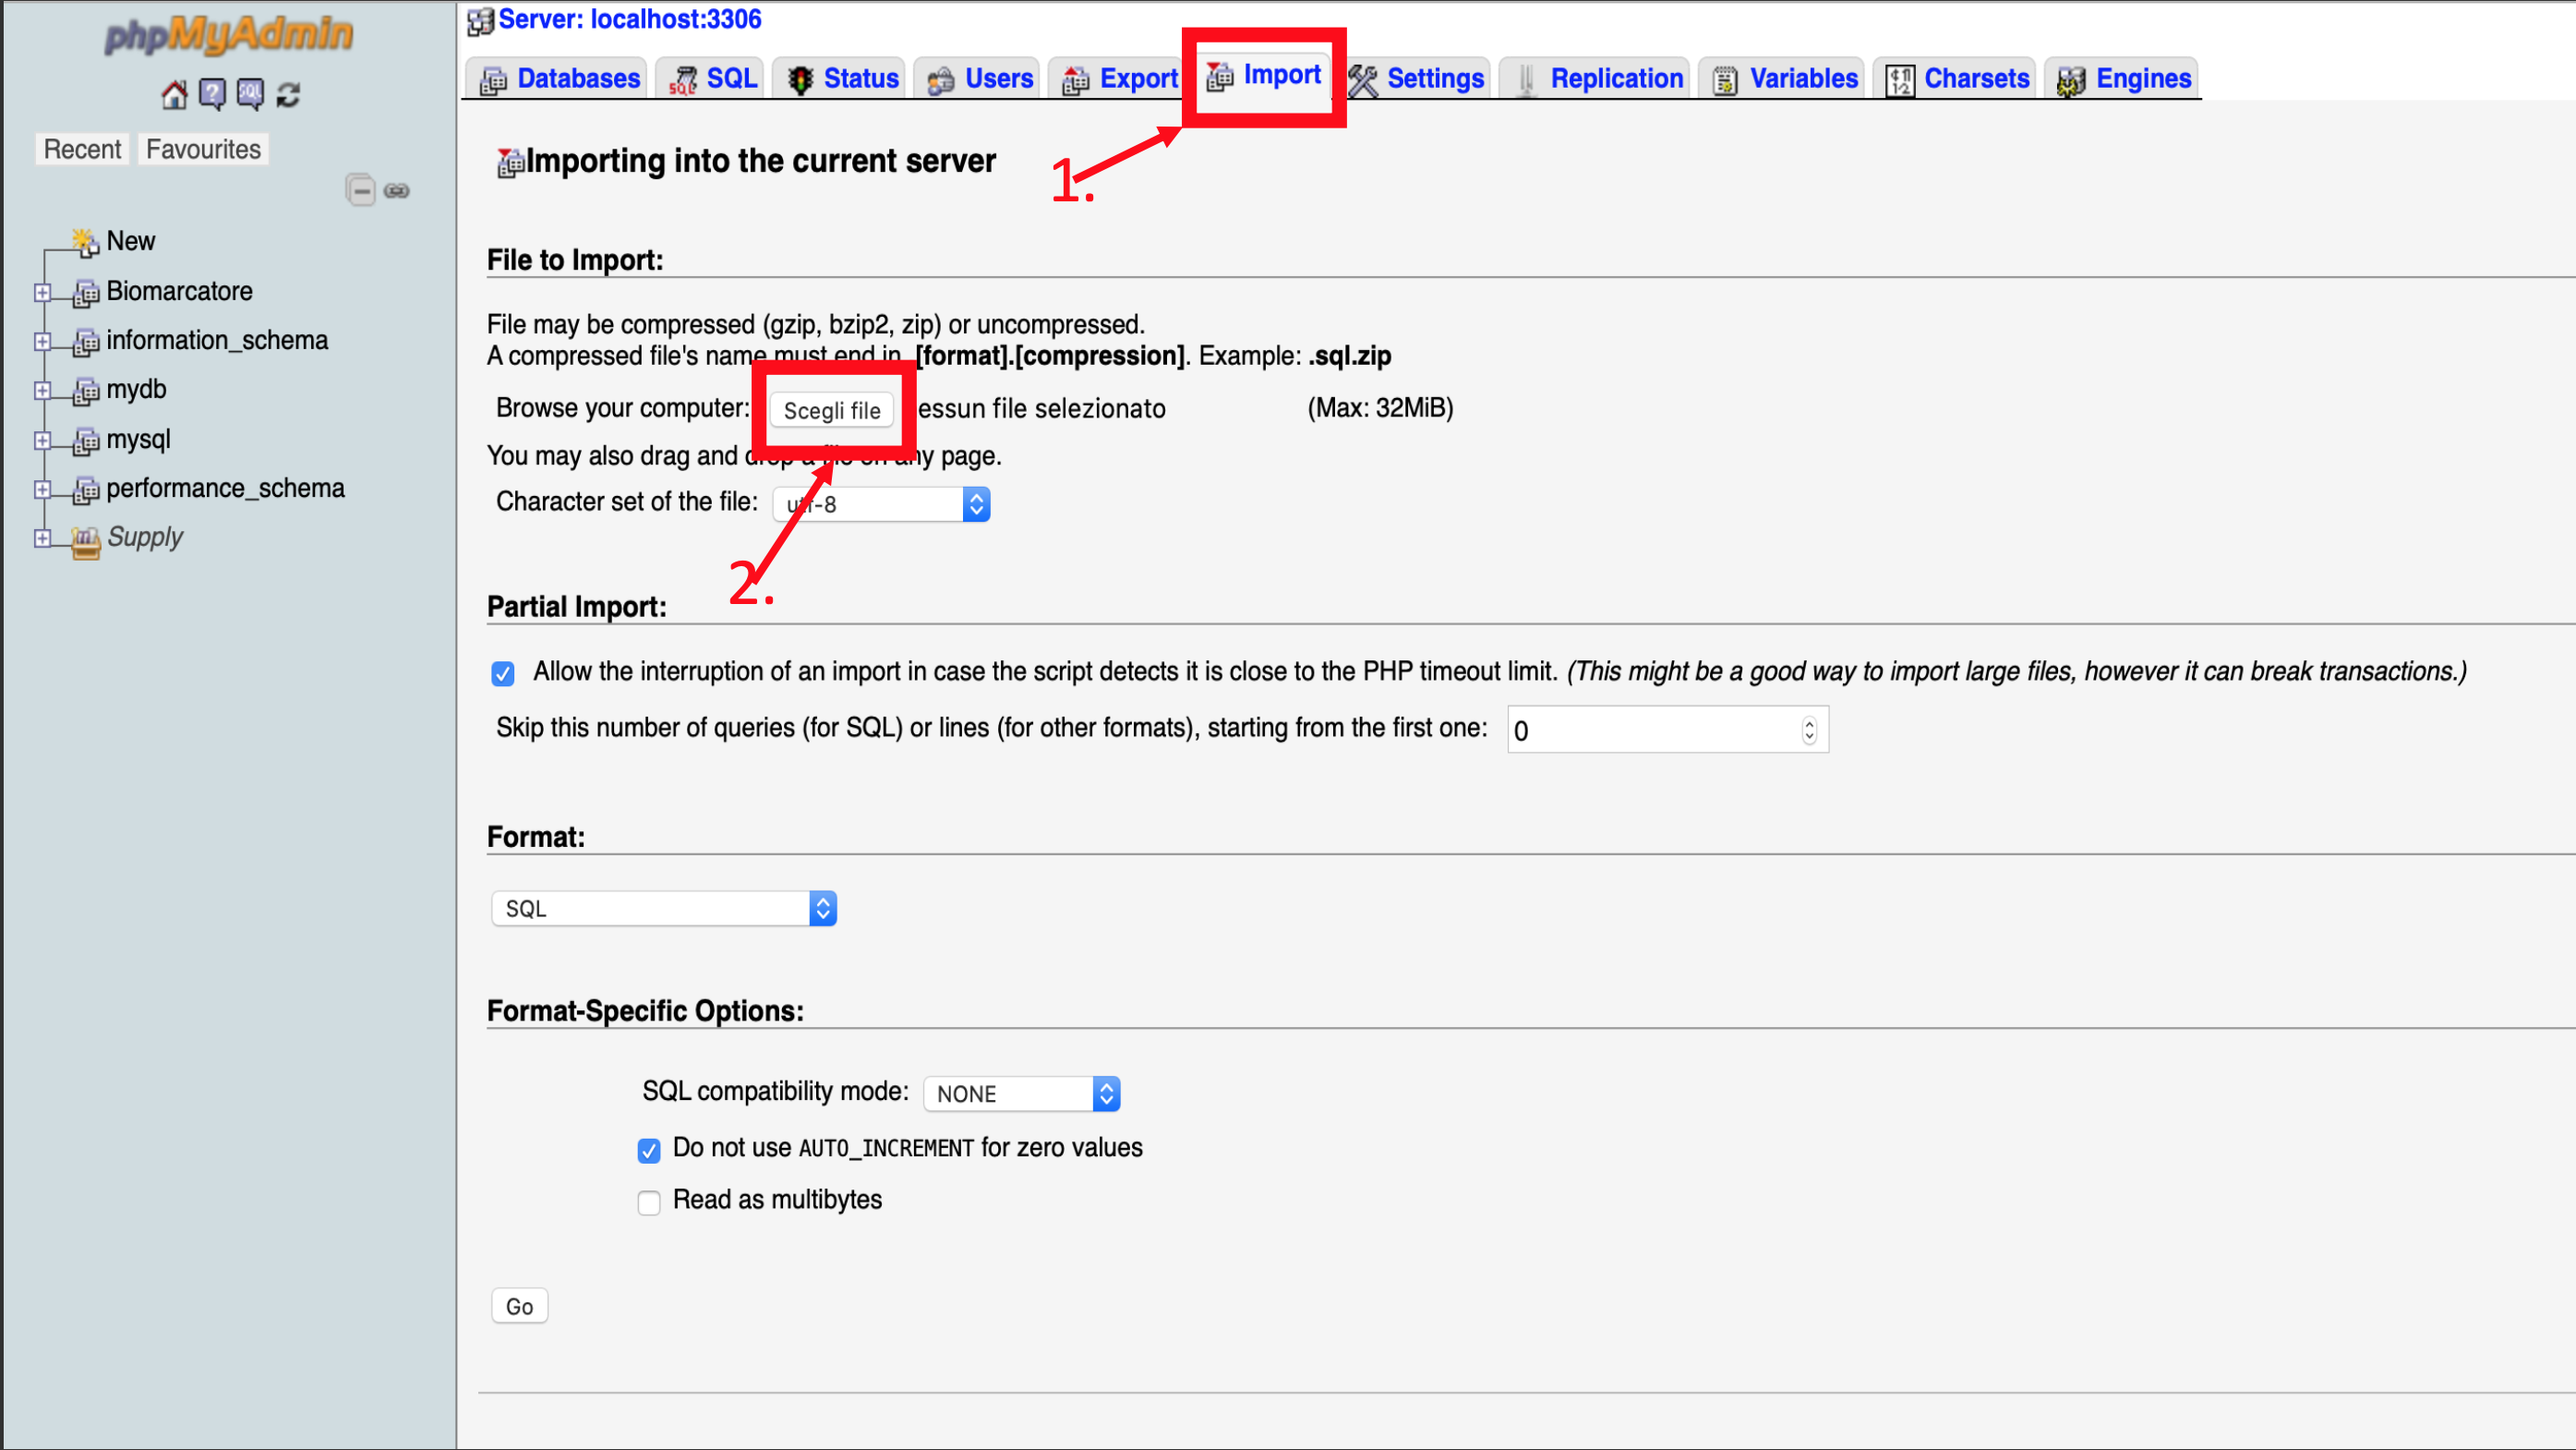 phpMyAdmin
Recent Favourites
New
Biomarcatore
information_schema
mydb
mysql
performance_schema
Supply
Server: localhost:3306
Databases SQL Status Users Export Import Settings Replication Variables Charsets Engines
Importing into the current server
1.
File to Import:
File may be compressed (gzip, bzip2, zip) or uncompressed.
A compressed file's name must end in .[format].[compression]. Example: .sql.zip
Browse your computer: Scegli file essun file selezionato (Max: 32MiB)
You may also drag and drop a file on any page.
Character set of the file: utf-8
2.
Partial Import:
Allow the interruption of an import in case the script detects it is close to the PHP timeout limit. (This might be a good way to import large files, however it can break transactions.)
Skip this number of queries (for SQL) or lines (for other formats), starting from the first one: 0
Format:
SQL
Format-Specific Options:
SQL compatibility mode: NONE
Do not use AUTO_INCREMENT for zero values
Read as multibytes
Go